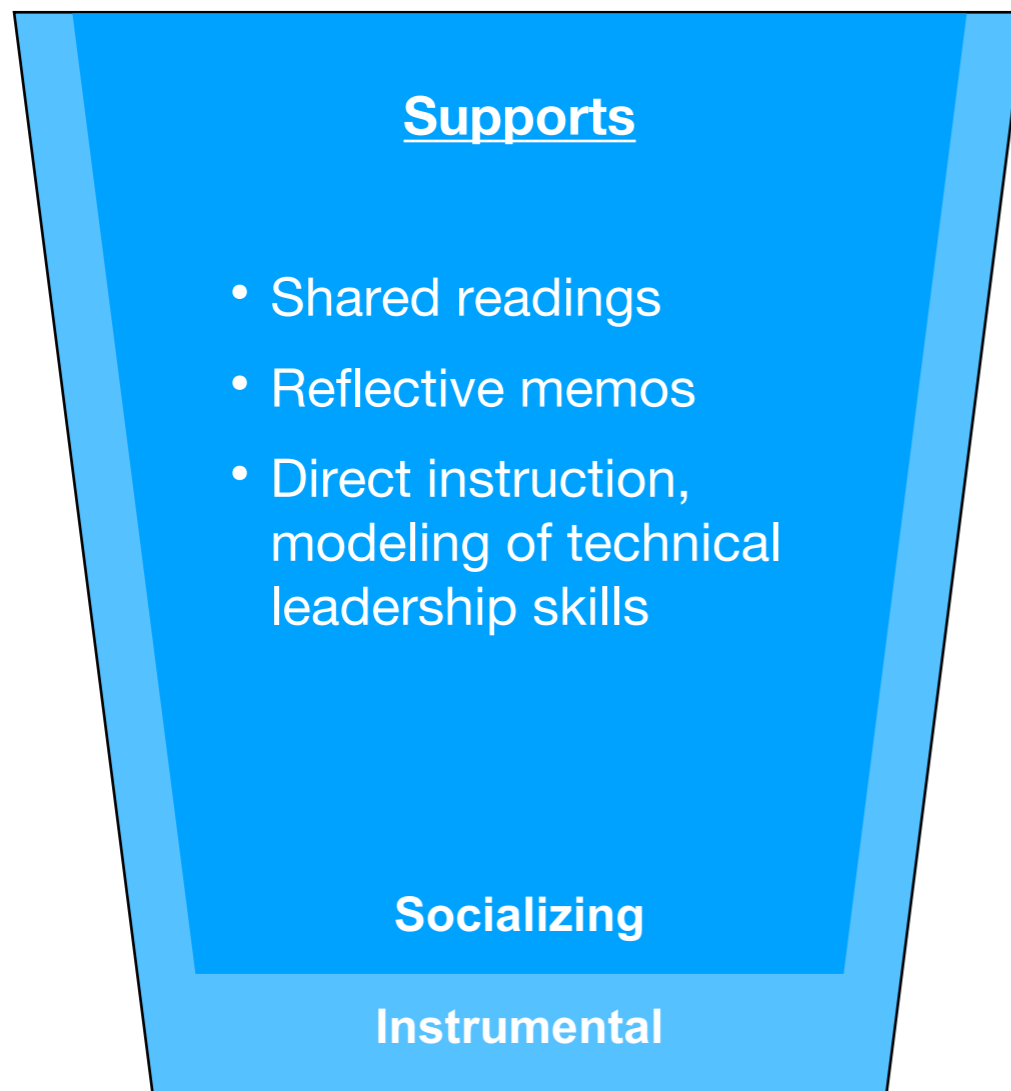 Supports
• Shared readings
• Reflective memos
• Direct instruction,
modeling of technical
leadership skills
Socializing
Instrumental